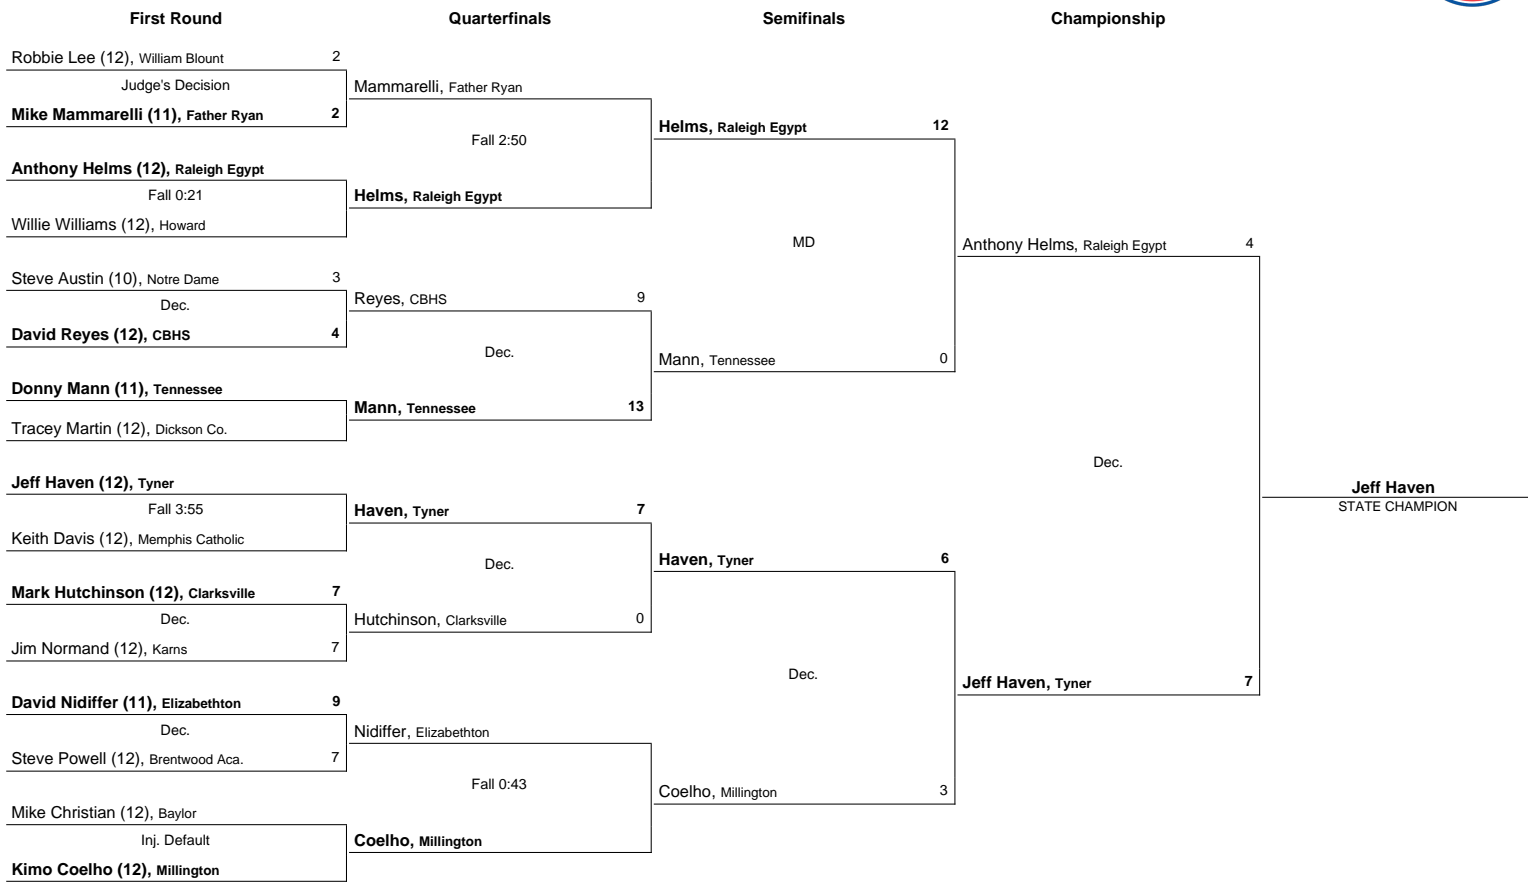 First Round Quarterfinals Semifinals Championship
Robbie Lee (12), William Blount 2
Judge's Decision
Mike Mammarelli (11), Father Ryan 2
Anthony Helms (12), Raleigh Egypt
Fall 0:21
Willie Williams (12), Howard
Steve Austin (10), Notre Dame 3
Dec.
David Reyes (12), CBHS 4
Donny Mann (11), Tennessee
Tracey Martin (12), Dickson Co.
Jeff Haven (12), Tyner
Fall 3:55
Keith Davis (12), Memphis Catholic
Mark Hutchinson (12), Clarksville 7
Dec.
Jim Normand (12), Karns 7
David Nidiffer (11), Elizabethton 9
Dec.
Steve Powell (12), Brentwood Aca. 7
Mike Christian (12), Baylor
Inj. Default
Kimo Coelho (12), Millington
Mammarelli, Father Ryan
Fall 2:50
Helms, Raleigh Egypt
Reyes, CBHS 9
Dec.
Mann, Tennessee 13
Haven, Tyner 7
Dec.
Hutchinson, Clarksville 0
Nidiffer, Elizabethton
Fall 0:43
Coelho, Millington
Helms, Raleigh Egypt 12
MD
Mann, Tennessee 0
Haven, Tyner 6
Dec.
Coelho, Millington 3
Anthony Helms, Raleigh Egypt 4
Dec.
Jeff Haven, Tyner 7
Jeff Haven
STATE CHAMPION